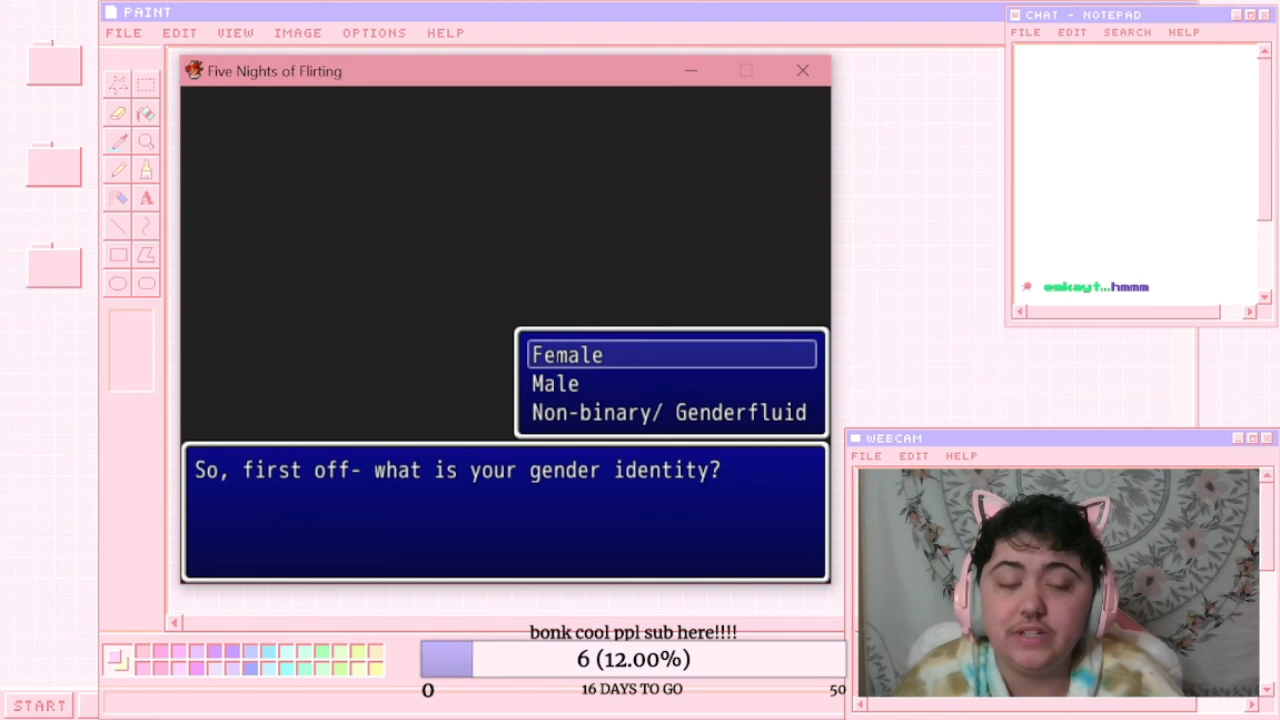 PAINT
FILE EDIT VIEW IMAGE OPTIONS HELP
Five Nights of Flirting
Female
Male
Non-binary/ Genderfluid
So, first off- what is your gender identity?
CHAT - NOTEPAD
FILE EDIT SEARCH HELP
hmmm
WEBCAM
FILE EDIT HELP
A
bonk cool ppl sub here!!!!
6 (12.00%)
0
16 DAYS TO GO
50
START